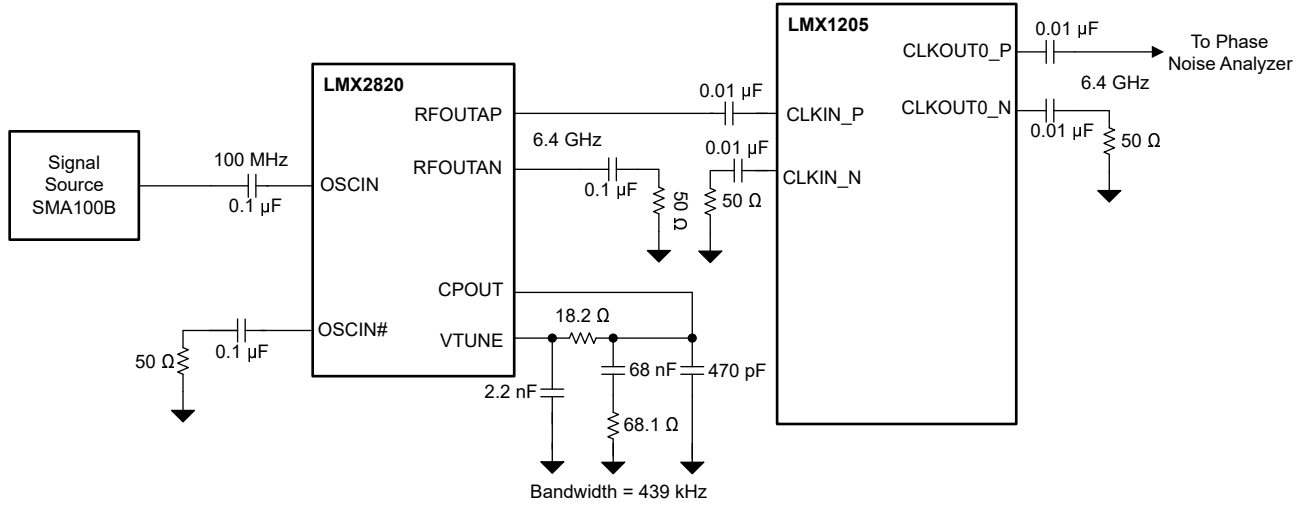 LMX1205
0.01 µF
CLKOUT0_P
To Phase
Noise Analyzer
6.4 GHz
CLKOUT0_N
0.01 µF
50 Ω
LMX2820
RFOUTAP
0.01 µF
CLKIN_P
6.4 GHz
RFOUTAN
0.1 µF
50 Ω
0.01 µF
CLKIN_N
50 Ω
Signal
Source
SMA100B
100 MHz
0.1 µF
OSCIN
CPOUT
18.2 Ω
VTUNE
OSCIN#
0.1 µF
50 Ω
2.2 nF
68 nF
470 pF
68.1 Ω
Bandwidth = 439 kHz